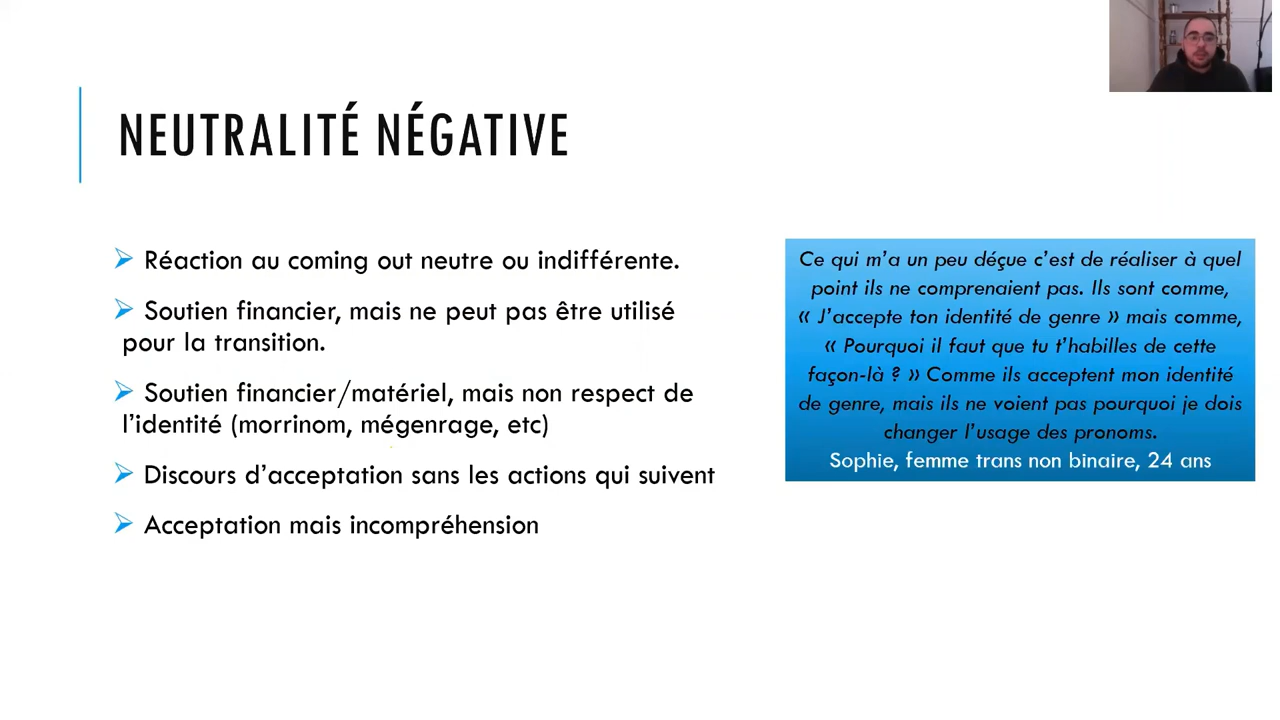 NEUTRALITÉ NÉGATIVE
Réaction au coming out neutre ou indifférente.
Soutien financier, mais ne peut pas être utilisé
pour la transition.
Soutien financier/matériel, mais non respect de
l’identité (morrinom, mégenrage, etc)
Discours d’acceptation sans les actions qui suivent
Acceptation mais incompréhension
Ce qui m’a un peu déçue c’est de réaliser à quel
point ils ne comprenaient pas. Ils sont comme,
« J’accepte ton identité de genre » mais comme,
« Pourquoi il faut que tu t’habilles de cette
façon-là ? » Comme ils acceptent mon identité
de genre, mais ils ne voient pas pourquoi je dois
changer l’usage des pronoms.
Sophie, femme trans non binaire, 24 ans